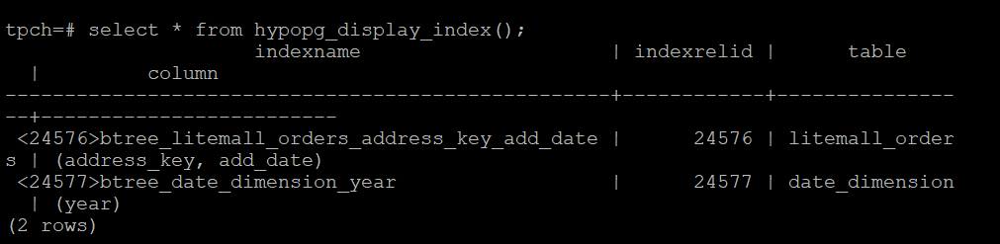 tpch=# select * from hypopg_display_index();
                     indexname                      | indexrelid |      table
  |         column
----------------------------------------------------+------------+---------------
--+--------------------------
 <24576>btree_litemall_orders_address_key_add_date |      24576 | litemall_order
s | (address_key, add_date)
 <24577>btree_date_dimension_year                  |      24577 | date_dimension
  | (year)
(2 rows)